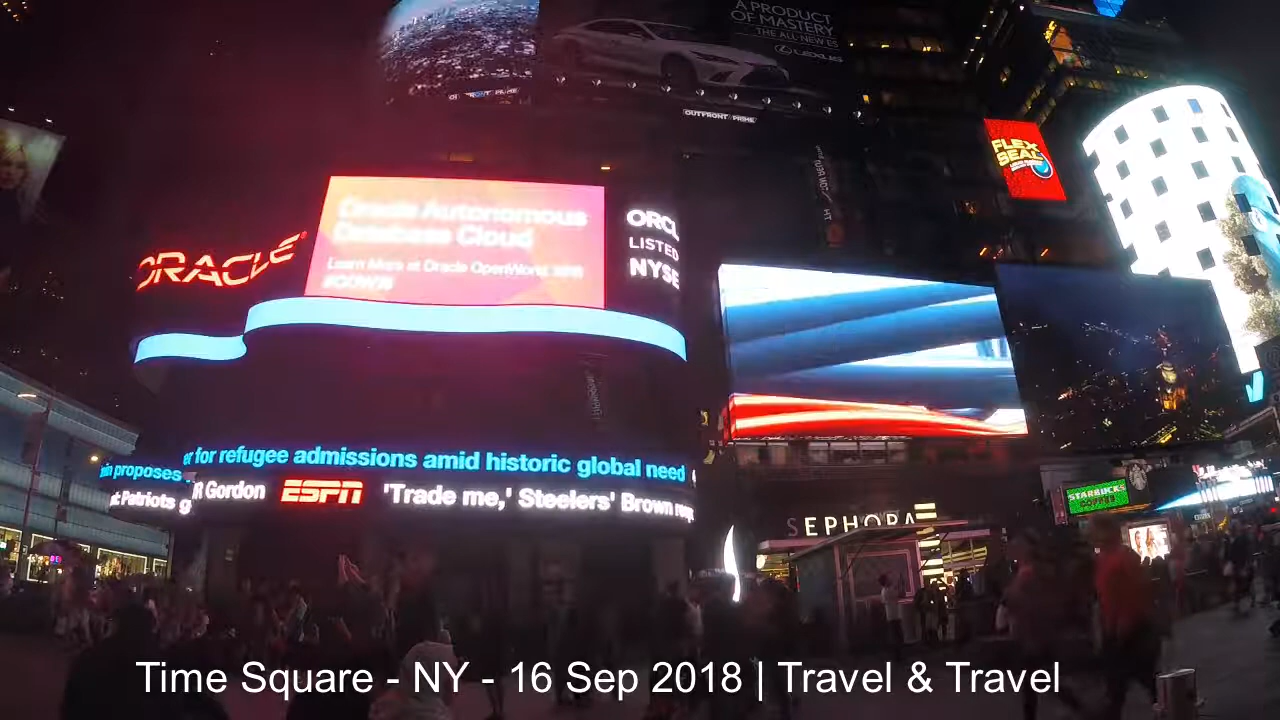 A PRODUCT
OF MASTERY
THE ALL NEW ES
LEXUS
OUTFRONT PRIME
FLEX
SEAL
ORACLE
Oracle Autonomous
Database Cloud
Learn More at Oracle OpenWorld
ORCL
LISTED
NYSE
er for refugee admissions amid historic global need
proposes
R Gordon ESPN 'Trade me,' Steelers' Brown
Patriots g
SEPHORA
STARBUCKS
COFFEE
Time Square - NY - 16 Sep 2018 | Travel & Travel